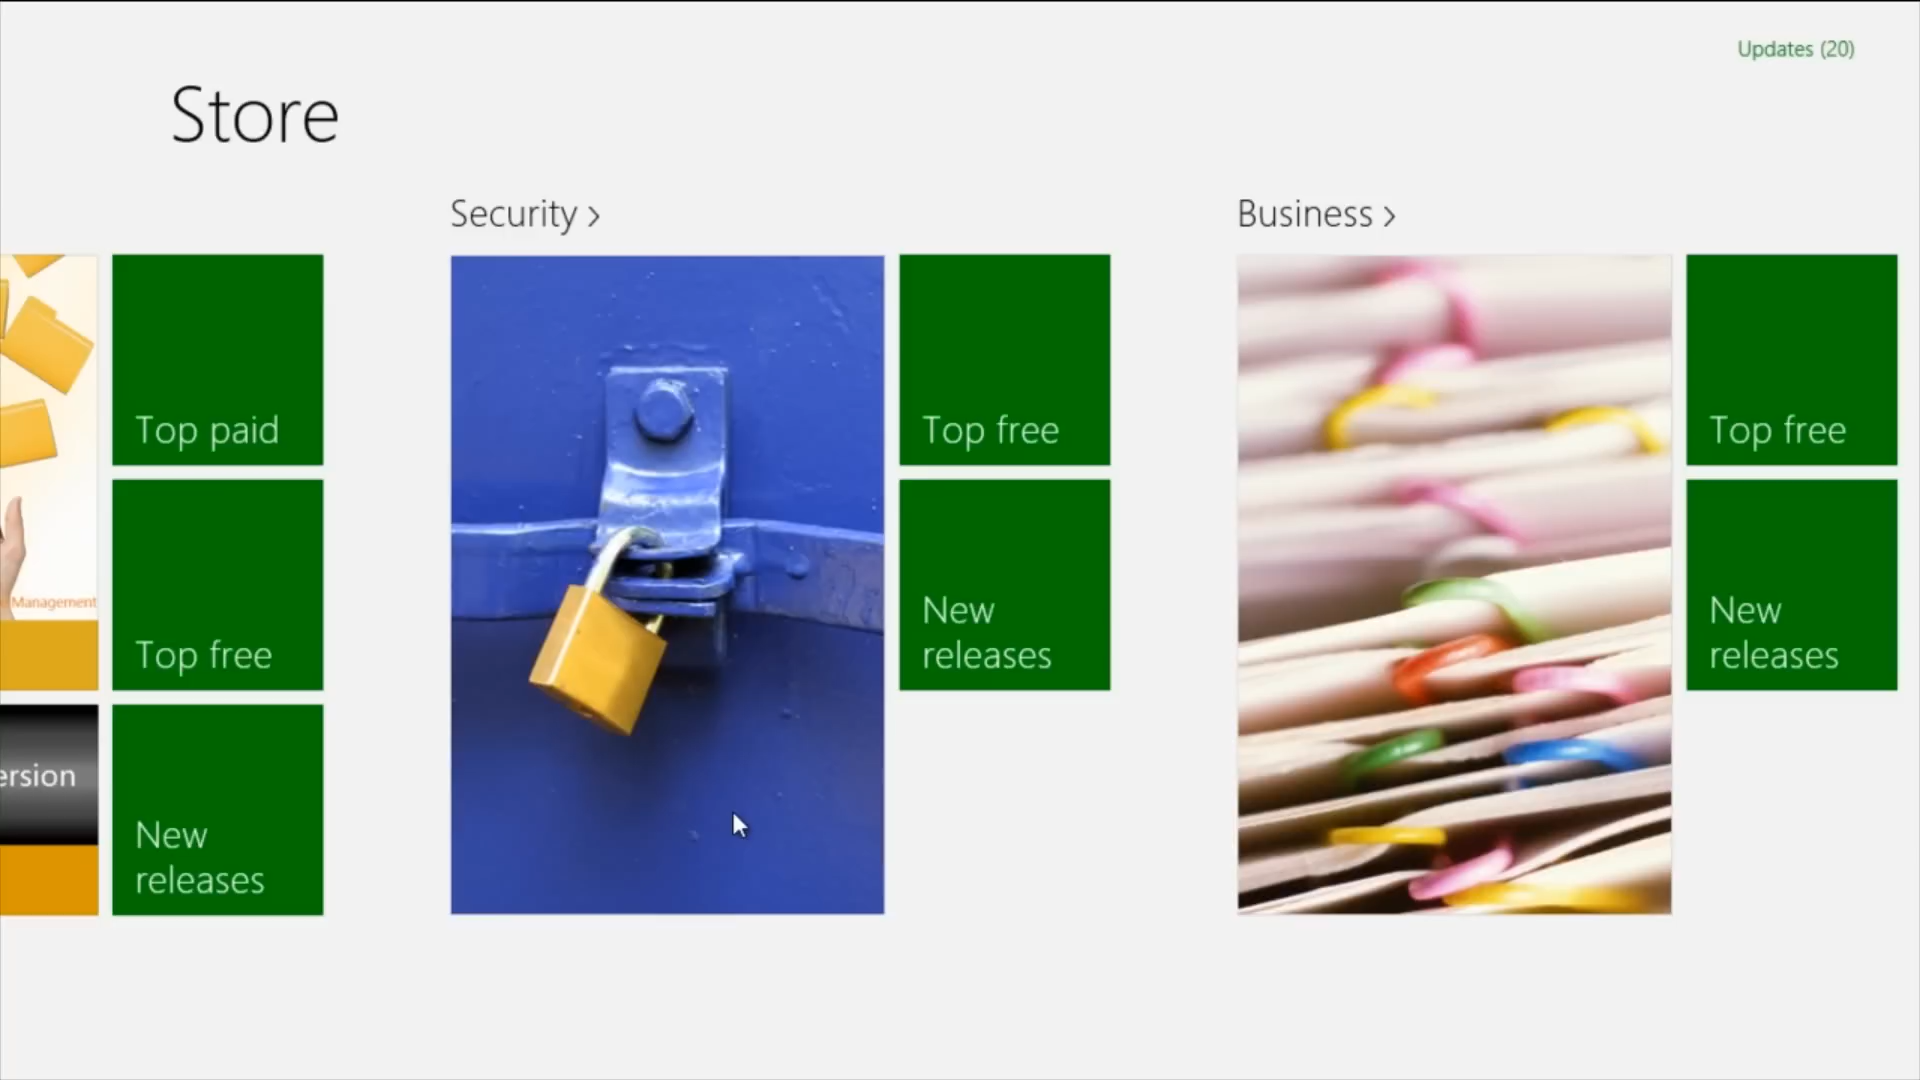 Updates (20)
Store
Security >
Business >
Top paid
Top free
New
releases
Management
ersion
Top free
New
releases
Top free
New
releases